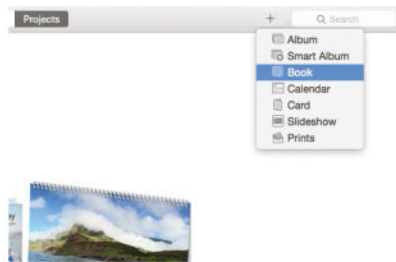 Projects
+
Search
Album
Smart Album
Book
Calendar
Card
Slideshow
Prints